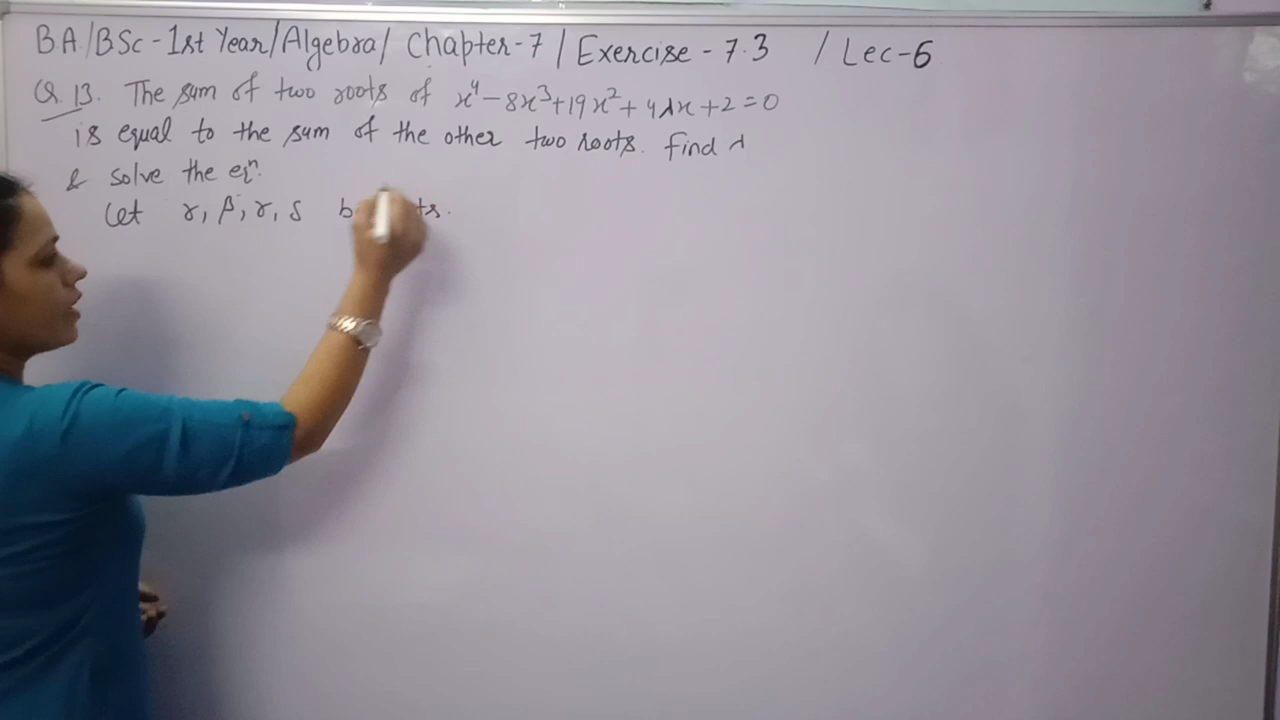 BA/BSc-1st Year/Algebra/ Chapter-7/Exercise-7.3 /Lec-6
Q.13. The sum of two roots of x⁴-8x³+19x²+4λx+2=0
is equal to the sum of the other two roots. Find λ
& solve the eqⁿ.
Let γ, β, γ, δ